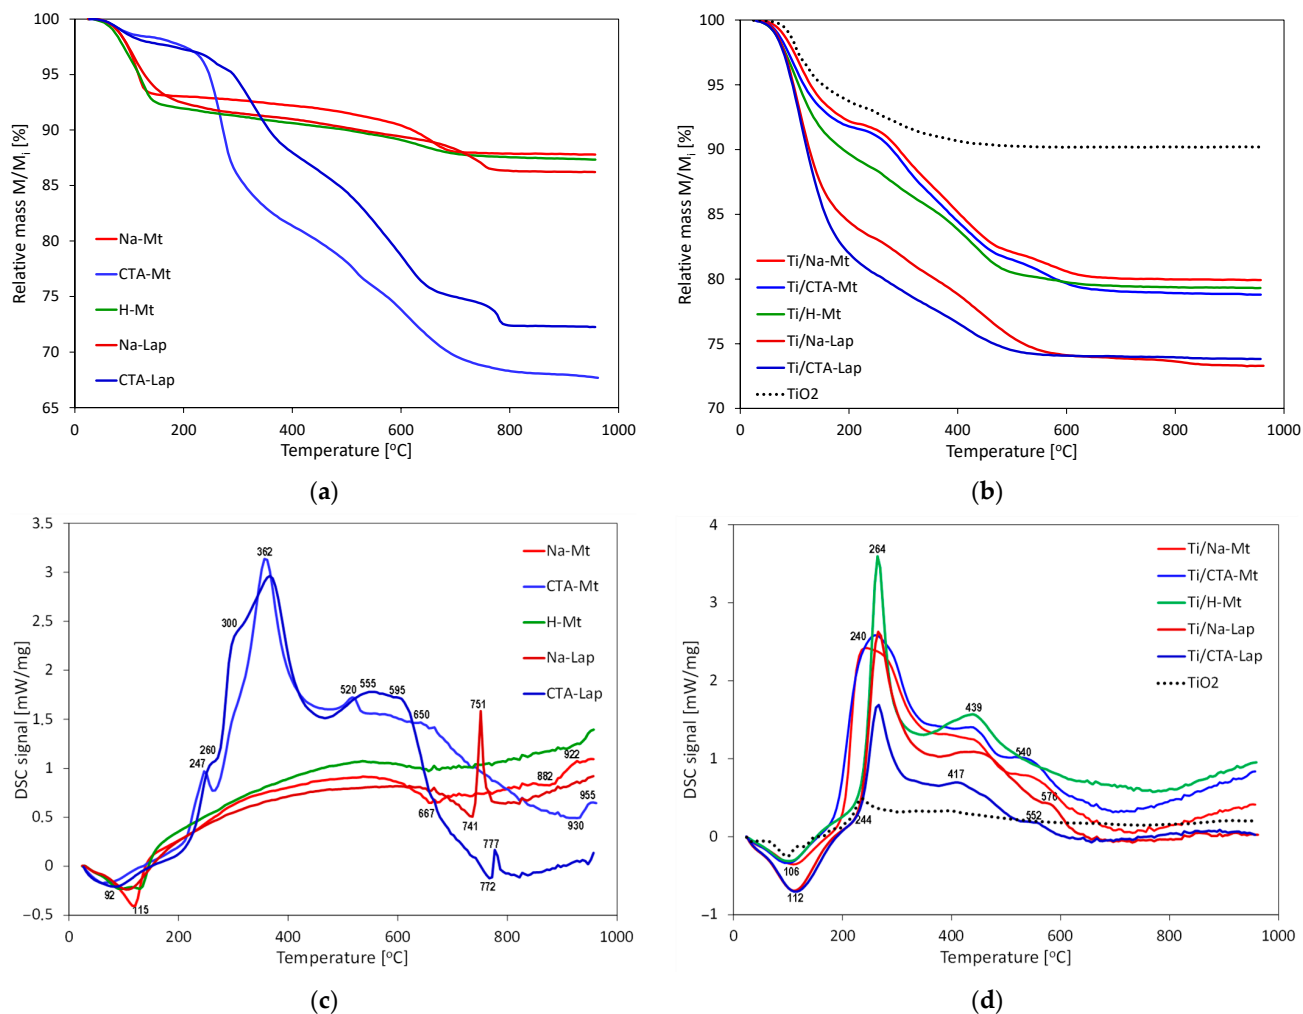 100
95
90
85
80
75
70
65
0
200
400
600
800
1000
Relative mass M/Mi [%]
Temperature [°C]
Na-Mt
CTA-Mt
H-Mt
Na-Lap
CTA-Lap
(a)
100
95
90
85
80
75
70
0
200
400
600
800
1000
Relative mass M/Mi [%]
Temperature [°C]
Ti/Na-Mt
Ti/CTA-Mt
Ti/H-Mt
Ti/Na-Lap
Ti/CTA-Lap
TiO2
(b)
3.5
3
2.5
2
1.5
1
0.5
0
−0.5
0
200
400
600
800
1000
DSC signal [mW/mg]
Temperature [°C]
Na-Mt
CTA-Mt
H-Mt
Na-Lap
CTA-Lap
362
300
260
247
520
555
595
650
751
922
882
955
667
741
930
777
772
92
115
(c)
4
3
2
1
0
−1
0
200
400
600
800
1000
DSC signal [mW/mg]
Temperature [°C]
Ti/Na-Mt
Ti/CTA-Mt
Ti/H-Mt
Ti/Na-Lap
Ti/CTA-Lap
TiO2
264
240
439
540
417
576
552
244
106
112
(d)